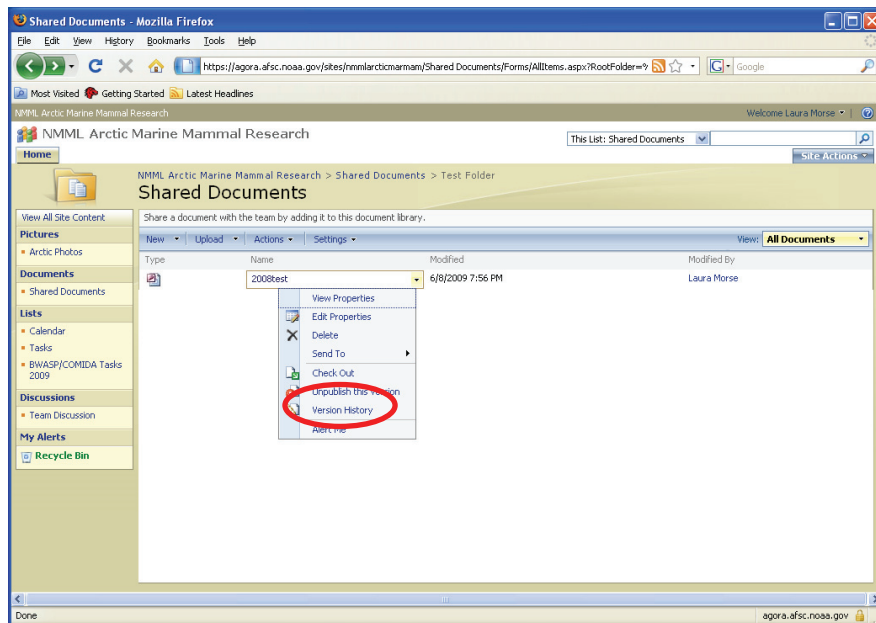 Shared Documents - Mozilla Firefox
File Edit View History Bookmarks Tools Help
https://agora.afsc.noaa.gov/sites/nmmlarcticmarmam/Shared Documents/Forms/AllItems.aspx?RootFolder=% G Google
Most Visited Getting Started Latest Headlines
NMML Arctic Marine Mammal Research Welcome Laura Morse
NMML Arctic Marine Mammal Research This List: Shared Documents
Home Site Actions
NMML Arctic Marine Mammal Research > Shared Documents > Test Folder
Shared Documents
View All Site Content
Share a document with the team by adding it to this document library.
Pictures
Arctic Photos
Documents
Shared Documents
Lists
Calendar
Tasks
BWASP/COMIDA Tasks
2009
Discussions
Team Discussion
My Alerts
Recycle Bin
New Upload Actions Settings View: All Documents
Type Name Modified Modified By
2008test 6/8/2009 7:56 PM Laura Morse
View Properties
Edit Properties
Delete
Send To
Check Out
Unpublish this Version
Version History
Alert Me
Done agora.afsc.noaa.gov